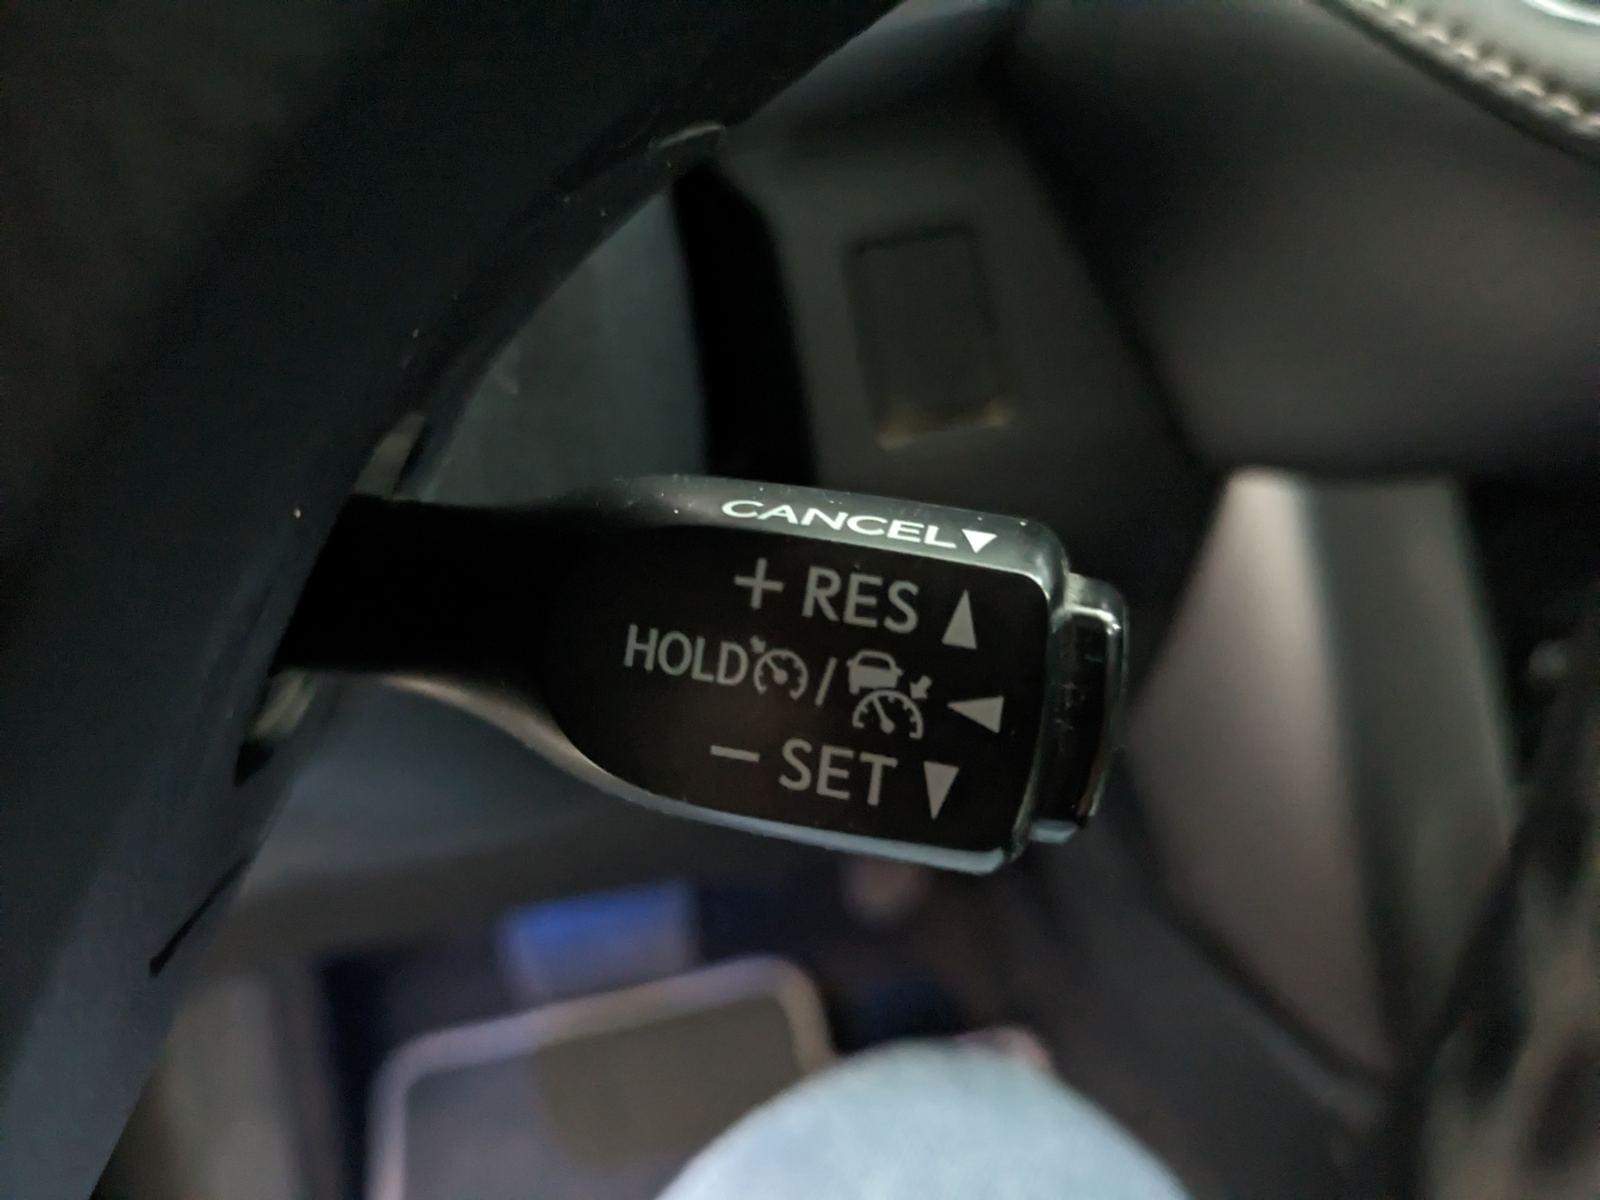 CANCEL▼
+ RES ▲
HOLD / ◀
– SET ▼